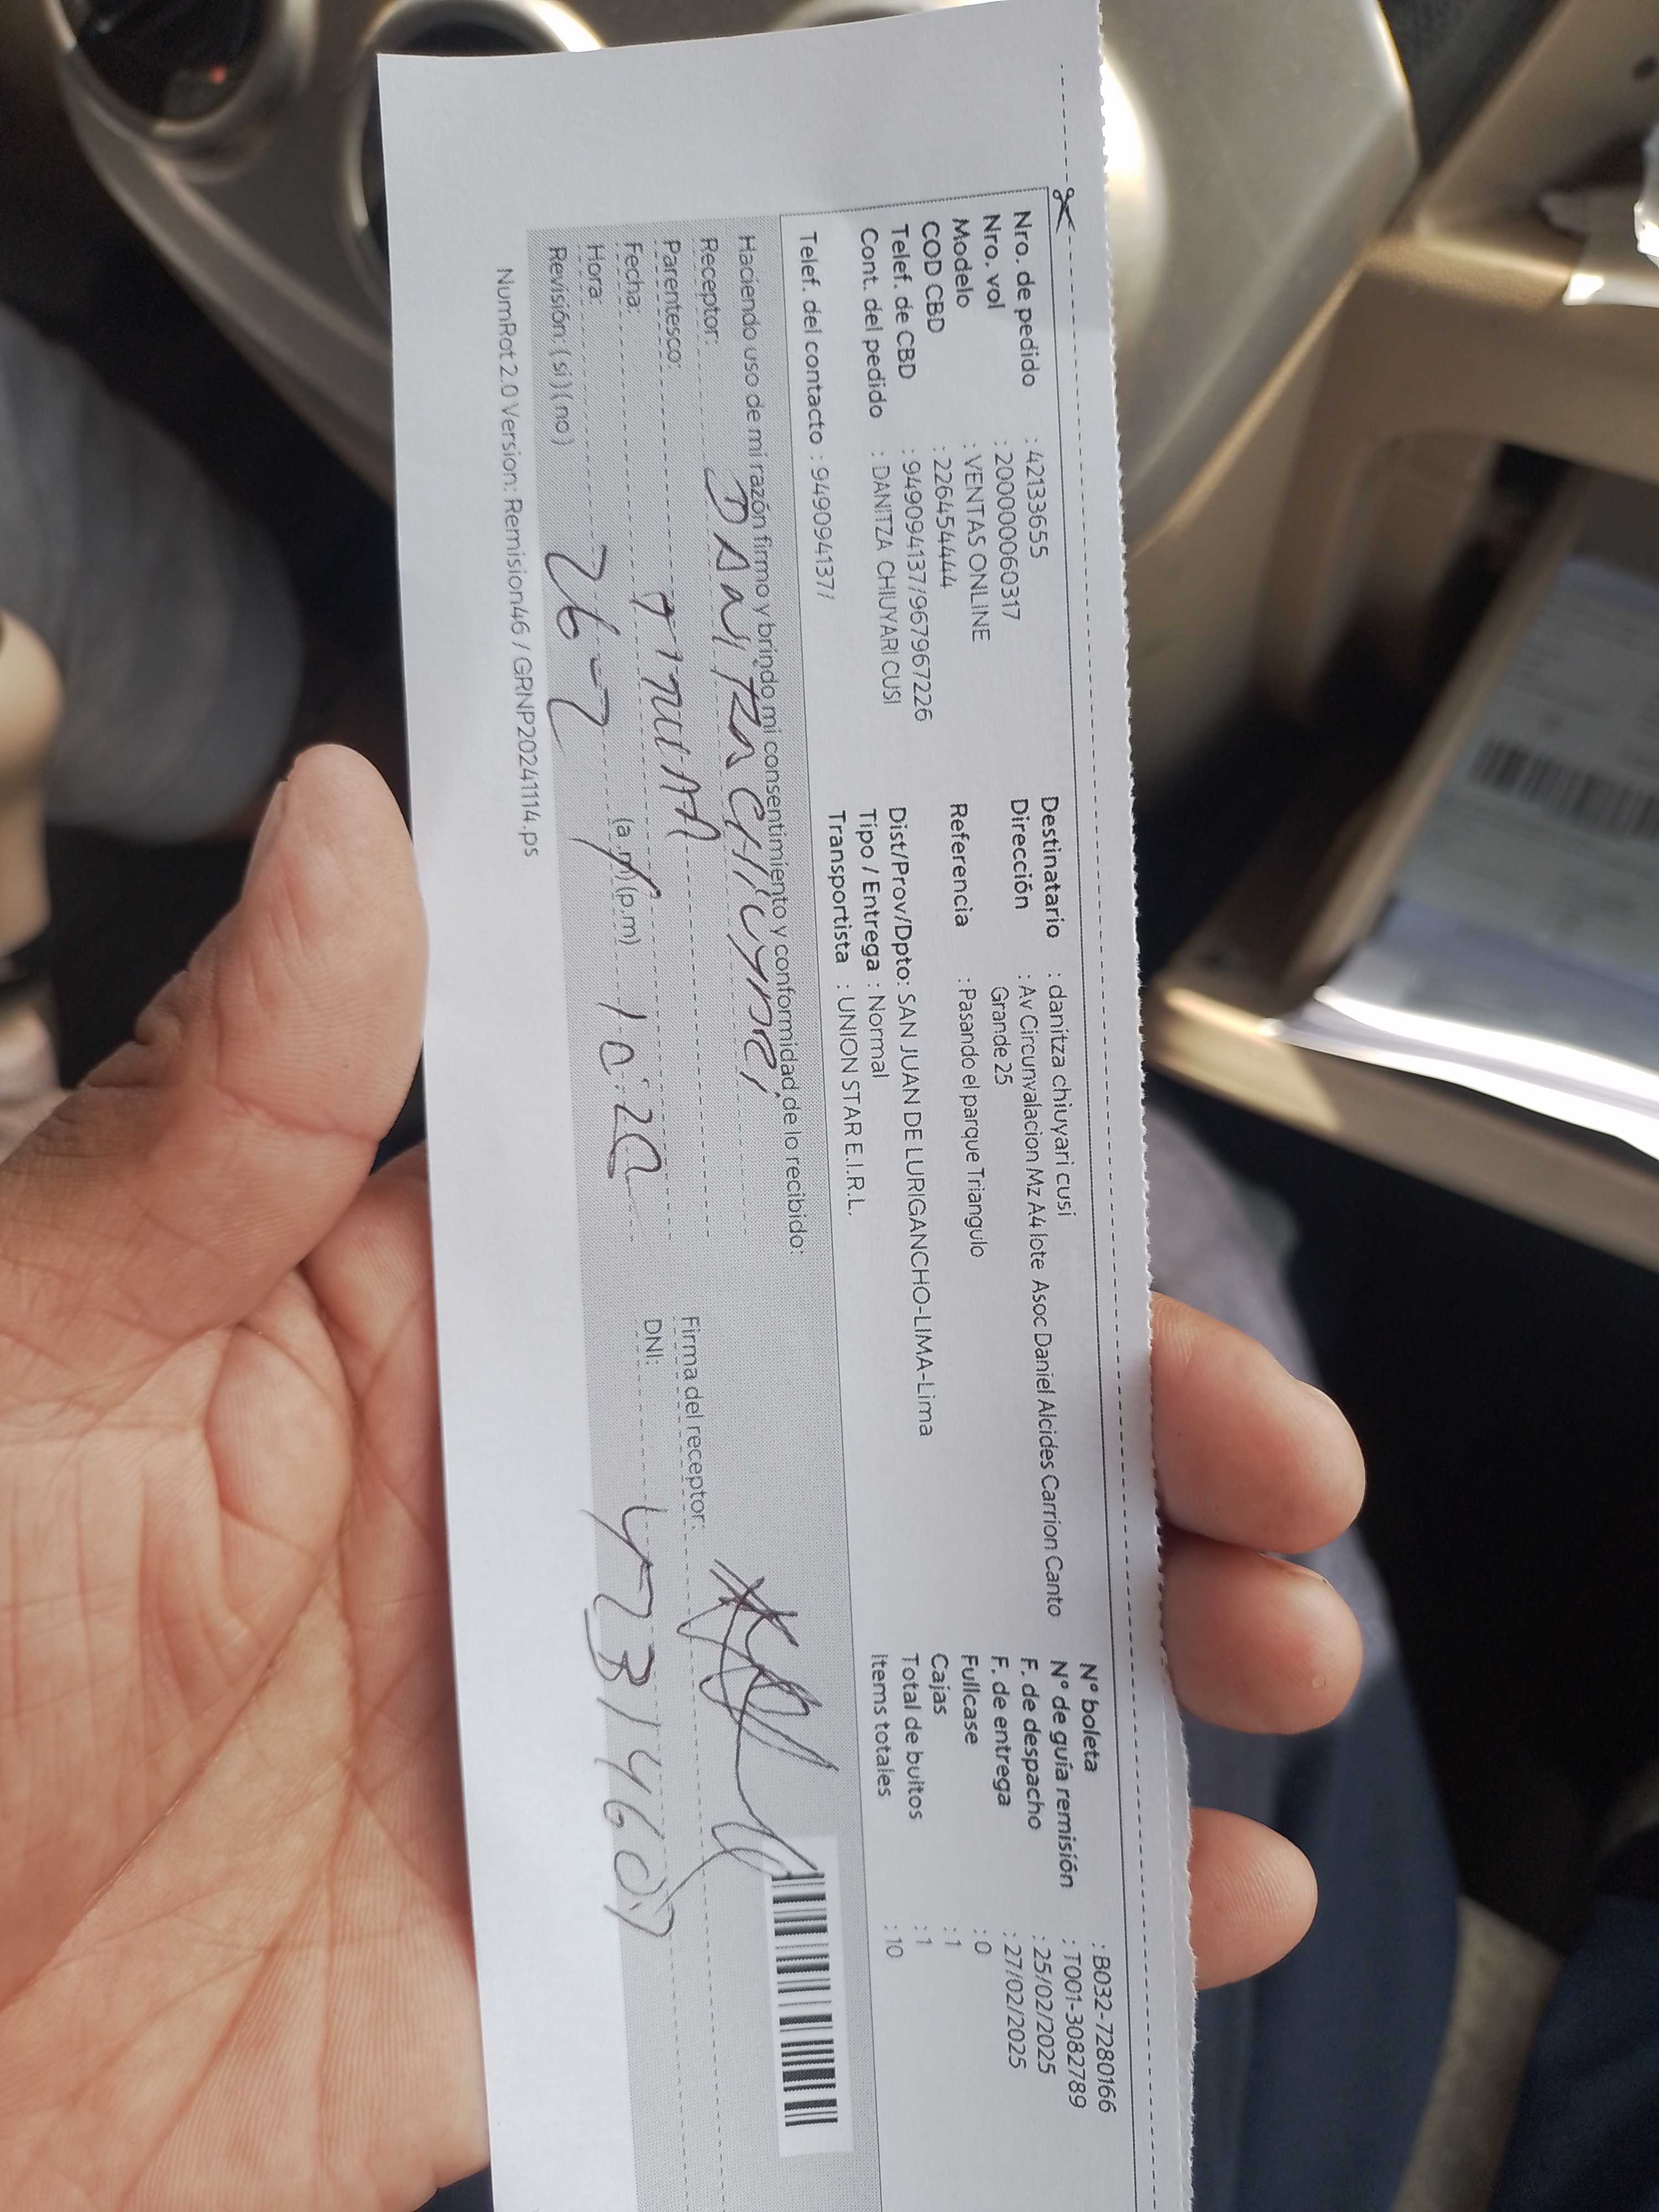 Nro. de pedido : 42133655
Nro. vol : 20000060317
Modelo : VENTAS ONLINE
COD CBD : 226454444
Telef. de CBD : 949094137/967967226
Cont. del pedido : DANITZA CHIUYARI CUSI
Telef. del contacto : 949094137/
Destinatario : danitza chiuyari cusi
Dirección : Av Circunvalacion Mz A4 lote Asoc Daniel Alcides Carrion Canto
Grande 25
Referencia : Pasando el parque Triangulo
Dist/Prov/Dpto: SAN JUAN DE LURIGANCHO-LIMA-Lima
Tipo / Entrega : Normal
Transportista : UNION STAR E.I.R.L.
N° boleta : B032-7280166
N° de guia remisión : T001-3082789
F. de despacho : 25/02/2025
F. de entrega : 27/02/2025
Fullcase : 0
Cajas : 1
Total de bultos : 1
Items totales : 10
Haciendo uso de mi razón firmo y brindo mi consentimiento y conformidad de lo recibido:
Receptor: DANITZA CHIUYARI
Parentesco:
Fecha: 26-2
Hora: (a.m) (p.m) 10:20
Revisión: (si) (no)
Firma del receptor:
DNI: 47314607
NumRot 2.0 Version: Remision46 / GRNP20241114.ps